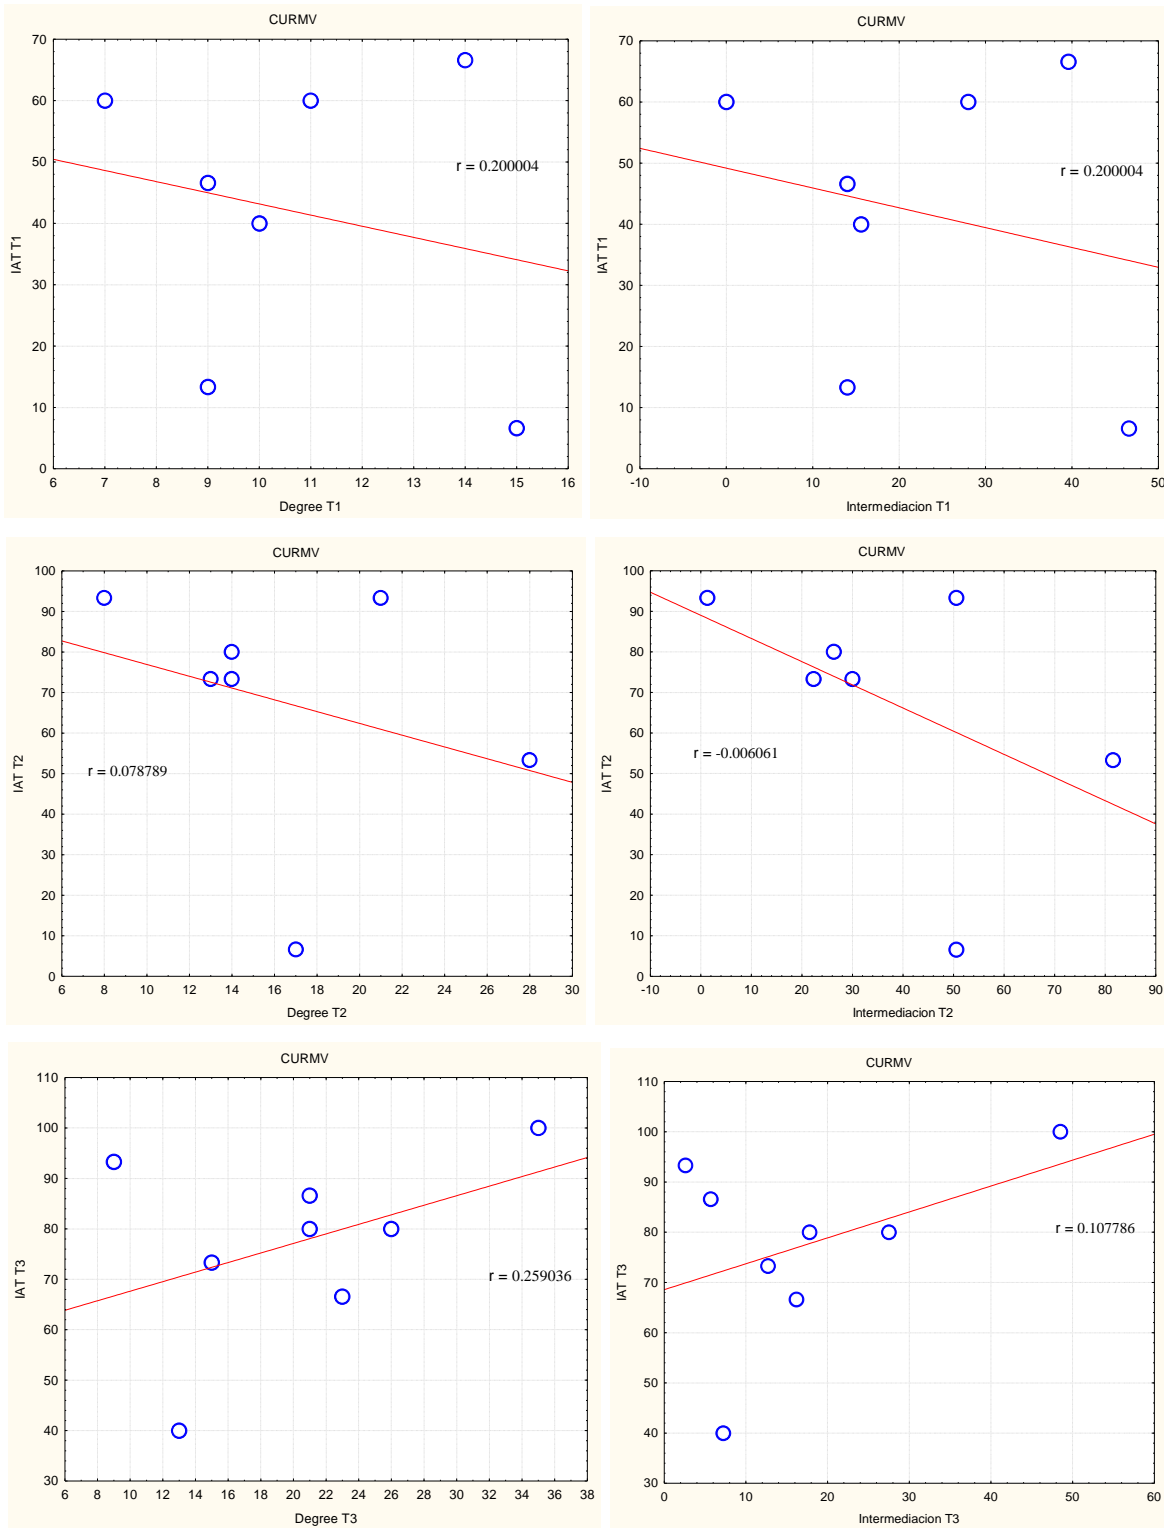 CURMV
70
60
50
40
30
20
10
0
IAT T1
r = 0.200004
6 7 8 9 10 11 12 13 14 15 16
Degree T1
CURMV
70
60
50
40
30
20
10
0
IAT T1
r = 0.200004
-10 0 10 20 30 40 50
Intermediacion T1
CURMV
100
90
80
70
60
50
40
30
20
10
0
IAT T2
r = 0.078789
6 8 10 12 14 16 18 20 22 24 26 28 30
Degree T2
CURMV
100
90
80
70
60
50
40
30
20
10
0
IAT T2
r = -0.006061
-10 0 10 20 30 40 50 60 70 80 90
Intermediacion T2
CURMV
110
100
90
80
70
60
50
40
30
IAT T3
r = 0.259036
6 8 10 12 14 16 18 20 22 24 26 28 30 32 34 36 38
Degree T3
CURMV
110
100
90
80
70
60
50
40
30
IAT T3
r = 0.107786
0 10 20 30 40 50 60
Intermediacion T3